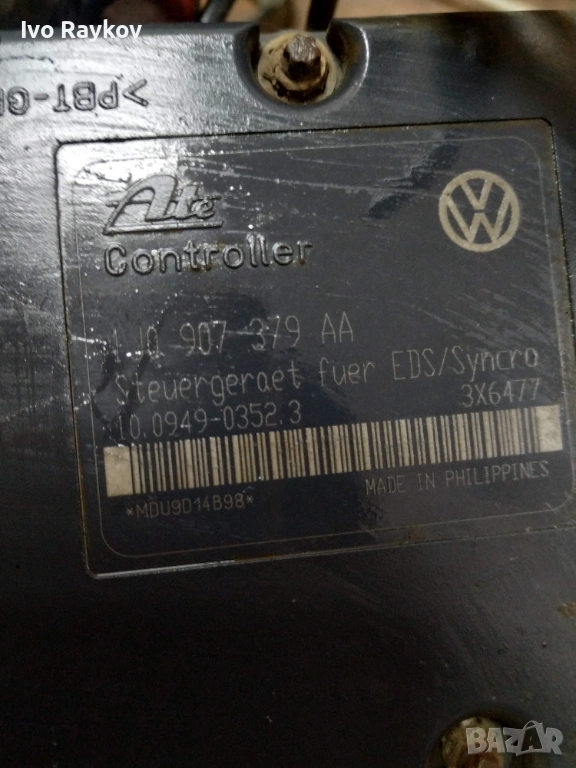 Ivo Raykov
>PBT-G
Ate
Controller
1J0 907 379 AA
Steuergeraet fuer EDS/Syncro
10.0949-0352.3
3X6477
*MDU9D14B98*
MADE IN PHILIPPINES
BAZAR